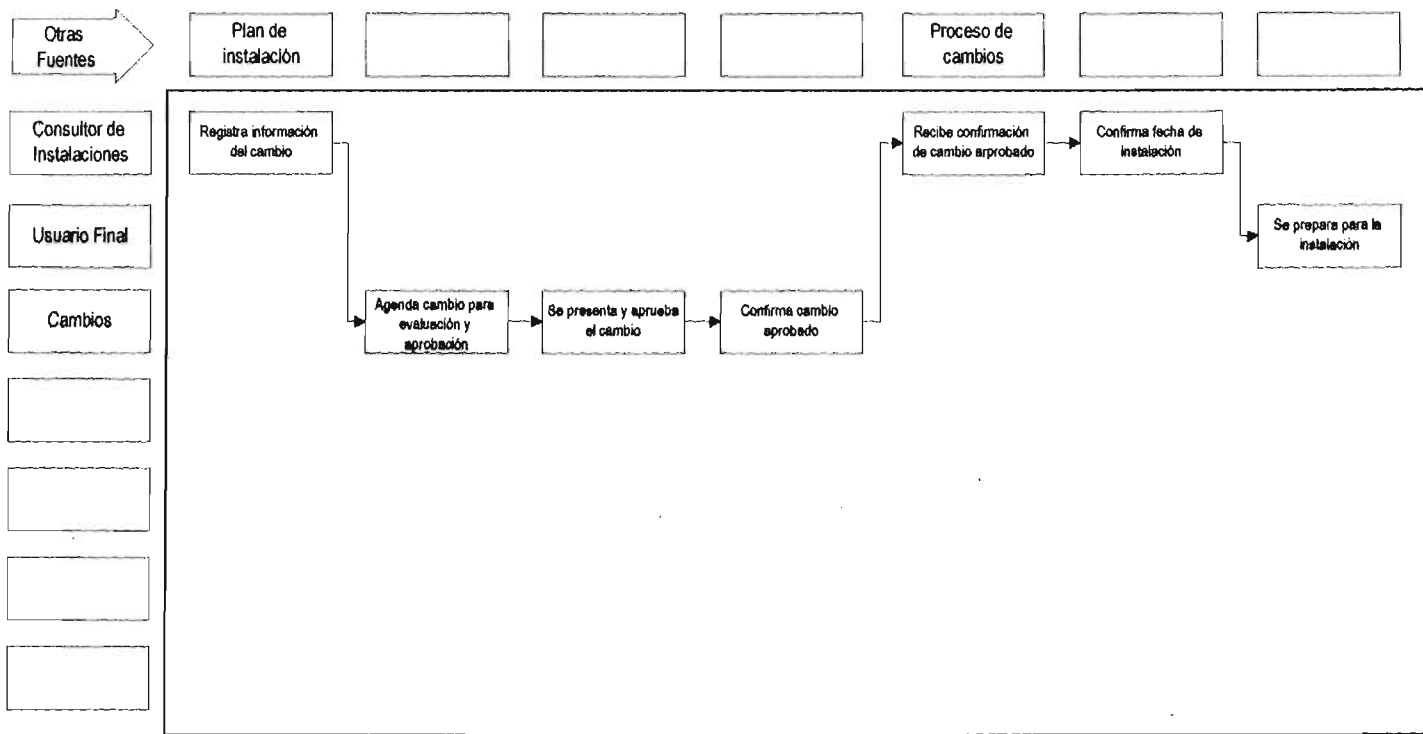 Otras
Fuentes
Plan de
instalación
Proceso de
cambios
Consultor de
Instalaciones
Registra información
del cambio
Recibe confirmación
de cambio arprobado
Confirma fecha de
instalación
Usuario Final
Se prepara para la
instalación
Cambios
Agenda cambio para
evaluación y
aprobación
Se presenta y aprueba
el cambio
Confirma cambio
aprobado